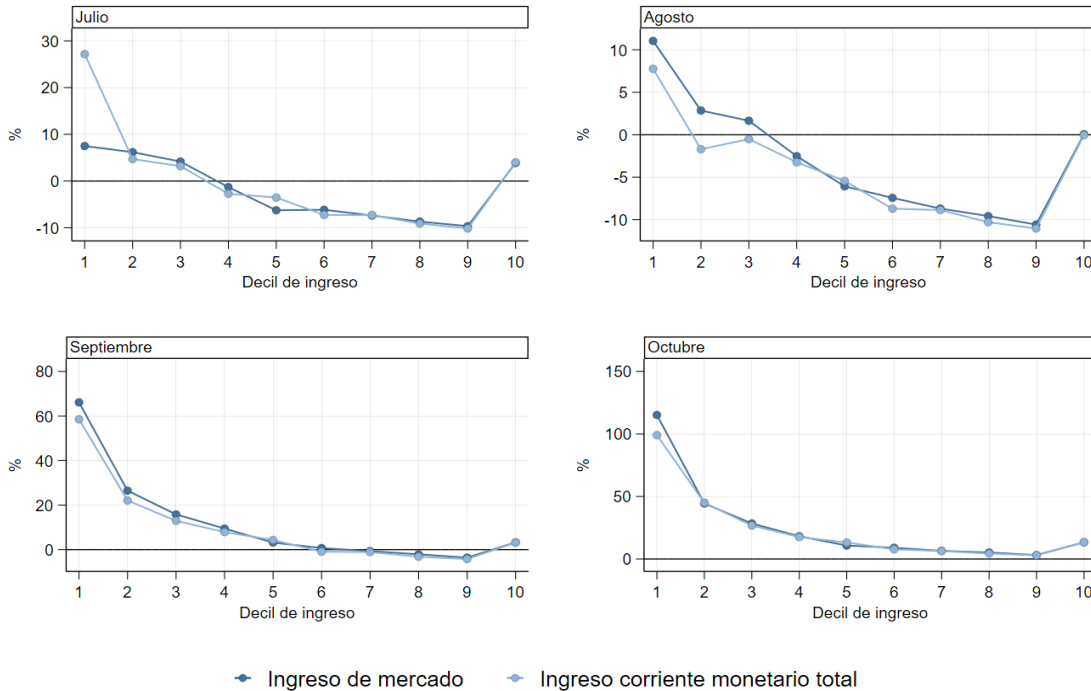 Julio
30
20
10
0
-10
%
1 2 3 4 5 6 7 8 9 10
Decil de ingreso
Agosto
10
5
0
-5
-10
%
1 2 3 4 5 6 7 8 9 10
Decil de ingreso
Septiembre
80
60
40
20
0
%
1 2 3 4 5 6 7 8 9 10
Decil de ingreso
Octubre
150
100
50
0
%
1 2 3 4 5 6 7 8 9 10
Decil de ingreso
Ingreso de mercado Ingreso corriente monetario total